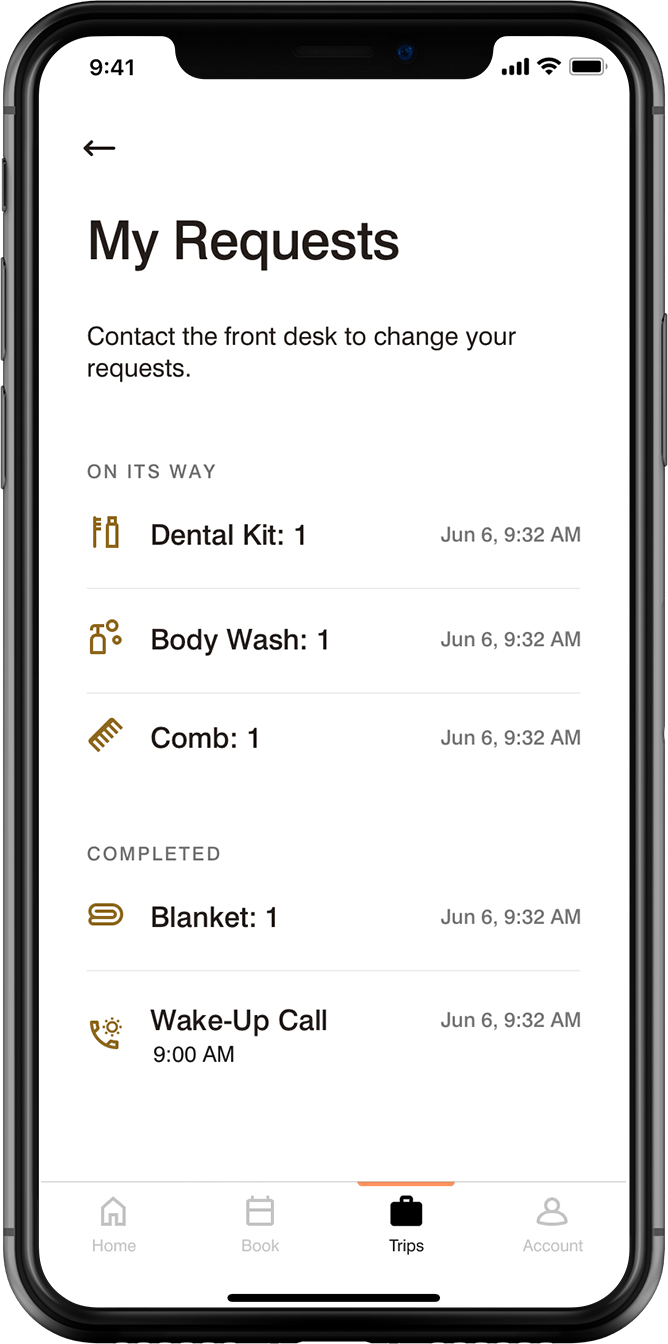 9:41
My Requests
Contact the front desk to change your
requests.
ON ITS WAY
Dental Kit: 1 Jun 6, 9:32 AM
Body Wash: 1 Jun 6, 9:32 AM
Comb: 1 Jun 6, 9:32 AM
COMPLETED
Blanket: 1 Jun 6, 9:32 AM
Wake-Up Call Jun 6, 9:32 AM
9:00 AM
Home Book Trips Account